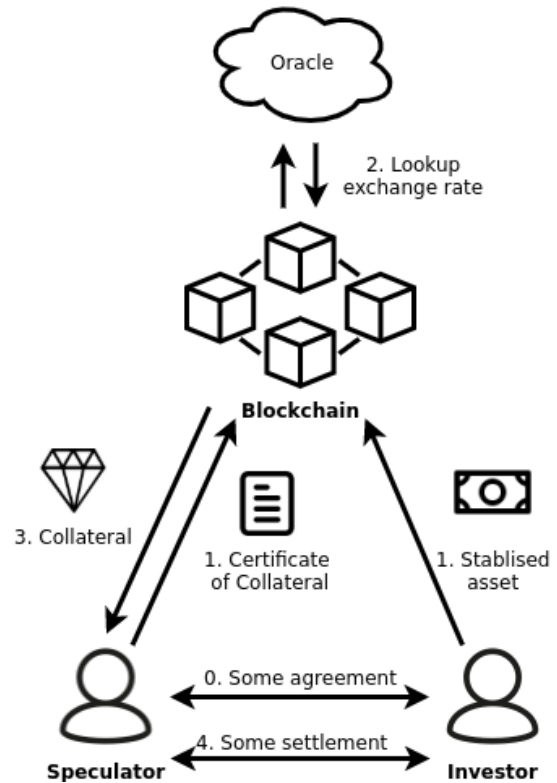 Oracle
2. Lookup
exchange rate
Blockchain
3. Collateral
1. Certificate
of Collateral
1. Stablised
asset
0. Some agreement
4. Some settlement
Speculator
Investor